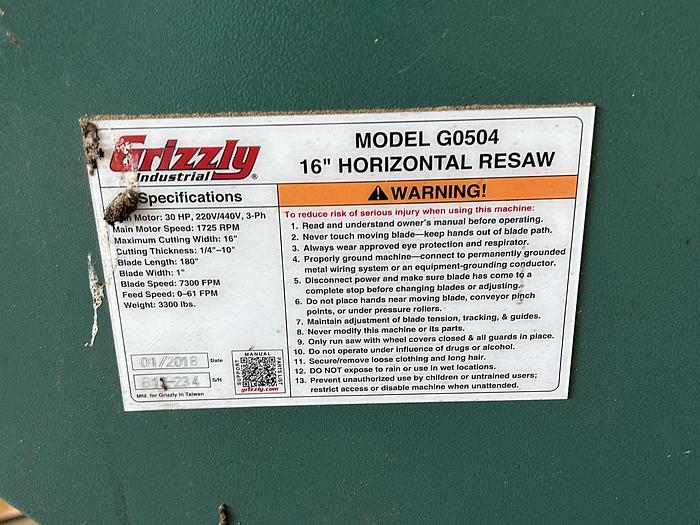 Grizzly
Industrial®
MODEL G0504
16" HORIZONTAL RESAW
Specifications
Motor: 30 HP, 220V/440V, 3-Ph
Main Motor Speed: 1725 RPM
Maximum Cutting Width: 16"
Cutting Thickness: 1/4"–10"
Blade Length: 180"
Blade Width: 1"
Blade Speed: 7300 FPM
Feed Speed: 0–61 FPM
Weight: 3300 lbs.
01/2018 Date
S/N
Mfd. for Grizzly in Taiwan
MANUAL
SUPPORT
PARTS LIST
grizzly.com
WARNING!
To reduce risk of serious injury when using this machine:
1. Read and understand owner's manual before operating.
2. Never touch moving blade—keep hands out of blade path.
3. Always wear approved eye protection and respirator.
4. Properly ground machine—connect to permanently grounded
metal wiring system or an equipment-grounding conductor.
5. Disconnect power and make sure blade has come to a
complete stop before changing blades or adjusting.
6. Do not place hands near moving blade, conveyor pinch
points, or under pressure rollers.
7. Maintain adjustment of blade tension, tracking, & guides.
8. Never modify this machine or its parts.
9. Only run saw with wheel covers closed & all guards in place.
10. Do not operate under influence of drugs or alcohol.
11. Secure/remove loose clothing and long hair.
12. DO NOT expose to rain or use in wet locations.
13. Prevent unauthorized use by children or untrained users;
restrict access or disable machine when unattended.